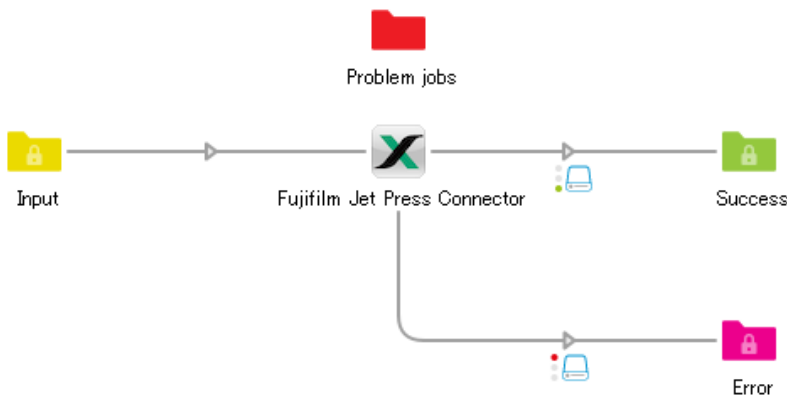 Problem jobs
Input
Fujifilm Jet Press Connector
Success
Error